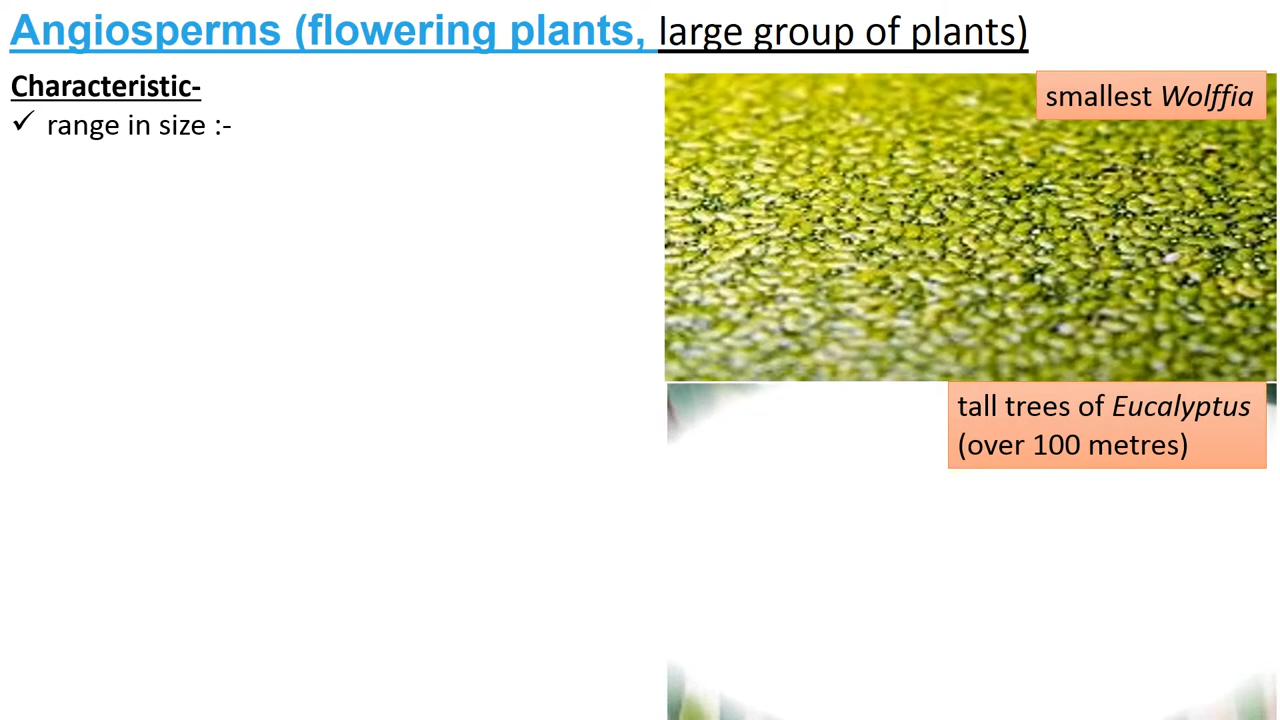 Angiosperms (flowering plants, large group of plants)
Characteristic-
✓ range in size :-
smallest Wolffia
tall trees of Eucalyptus
(over 100 metres)